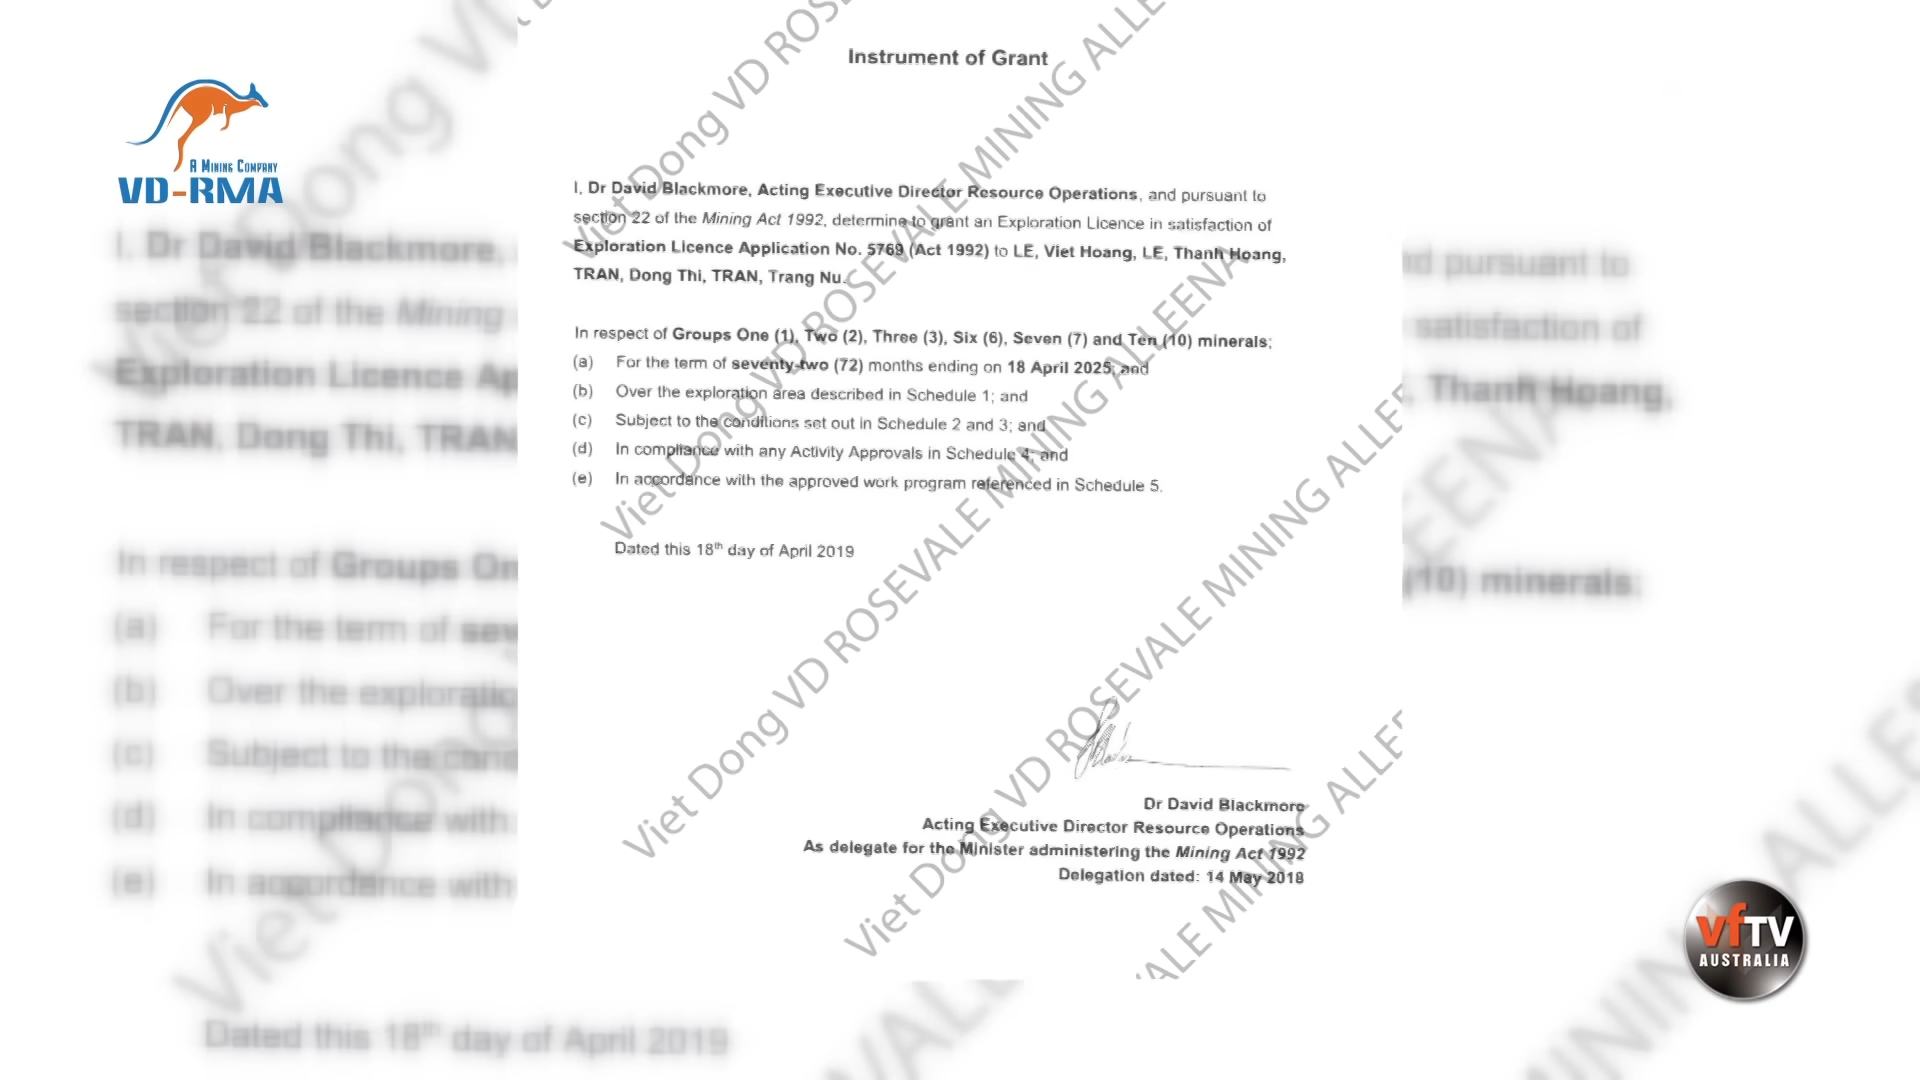 Instrument of Grant
A MINING COMPANY
VD-RMA
I, Dr David Blackmore, Acting Executive Director Resource Operations, and pursuant to
section 22 of the Mining Act 1992, determine to grant an Exploration Licence in satisfaction of
Exploration Licence Application No. 5769 (Act 1992) to LE, Viet Hoang, LE, Thanh Hoang,
TRAN, Dong Thi, TRAN, Trang Nu.
In respect of Groups One (1), Two (2), Three (3), Six (6), Seven (7) and Ten (10) minerals;
(a) For the term of seventy-two (72) months ending on 18 April 2025; and
(b) Over the exploration area described in Schedule 1; and
(c) Subject to the conditions set out in Schedule 2 and 3; and
(d) In compliance with any Activity Approvals in Schedule 4; and
(e) In accordance with the approved work program referenced in Schedule 5.
Dated this 18th day of April 2019
Dr David Blackmore
Acting Executive Director Resource Operations
As delegate for the Minister administering the Mining Act 1992
Delegation dated: 14 May 2018
Viet Dong VD ROSEVALE MINING ALLEENA
vfTV
AUSTRALIA